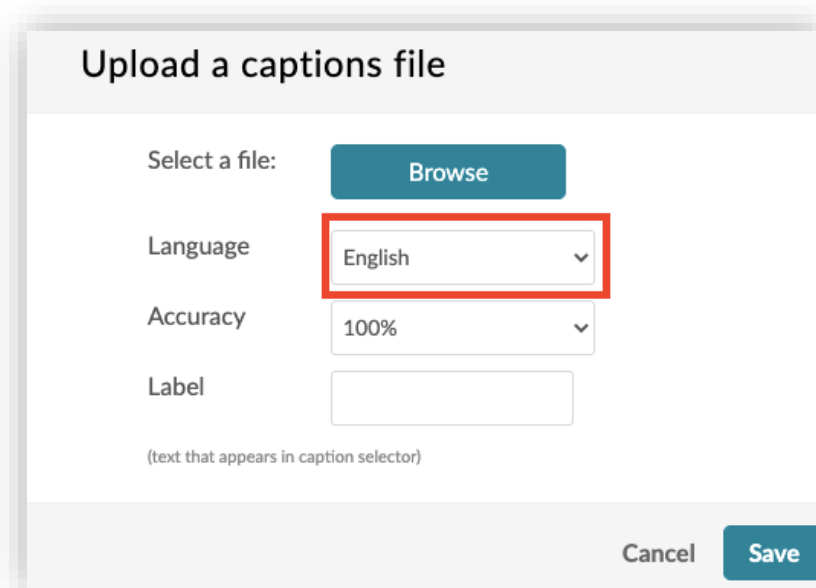 Upload a captions file
Select a file: Browse
Language English
Accuracy 100%
Label
(text that appears in caption selector)
Cancel Save